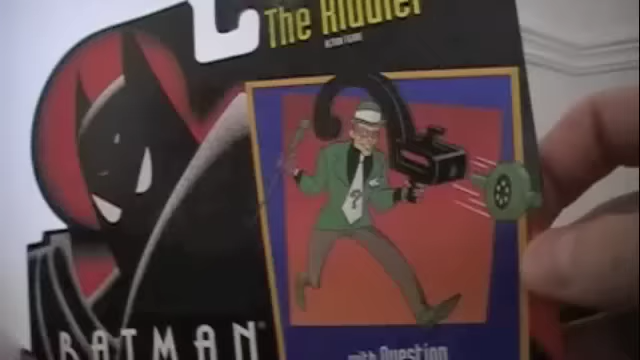 The Riddler
ACTION FIGURE
?
BATMAN®
with Question